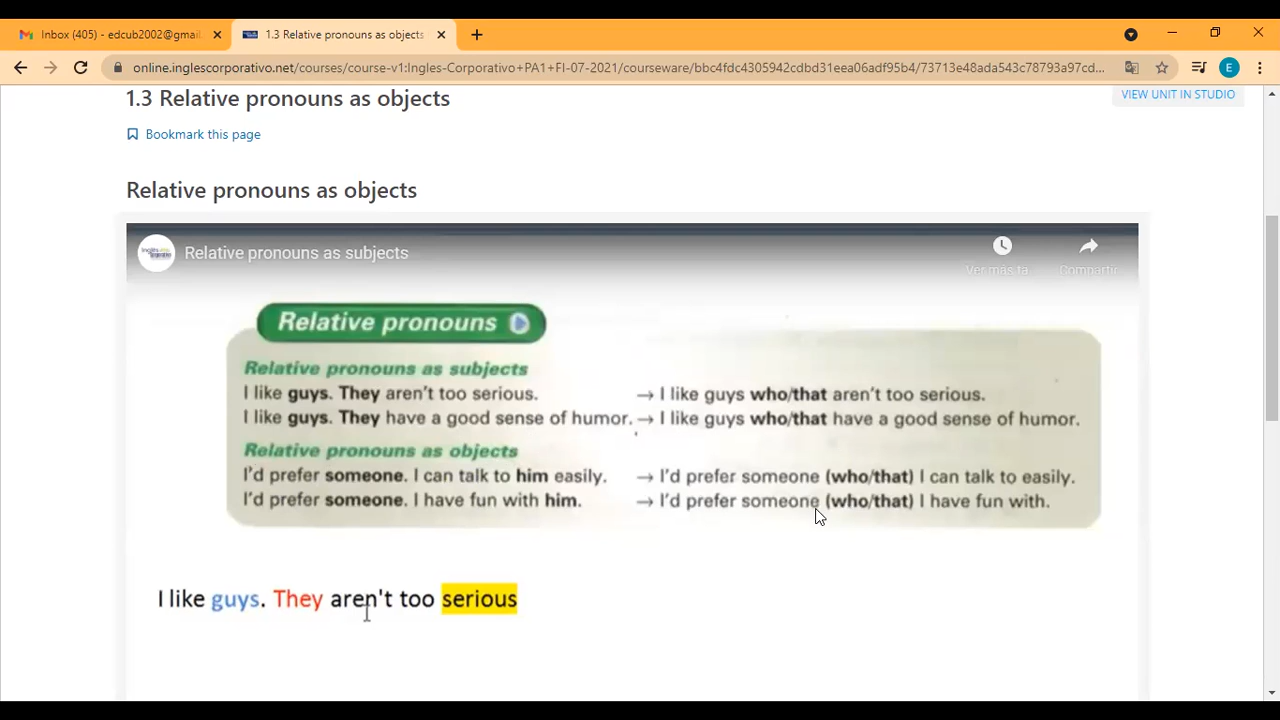 Inbox (405) - edcub2002@gmai
1.3 Relative pronouns as objects
online.inglescorporativo.net/courses/course-v1:Ingles-Corporativo+PA1+FI-07-2021/courseware/bbc4fdc4305942cdbd31eea06adf95b4/73713e48ada543c78793a97cd...
E
1.3 Relative pronouns as objects
VIEW UNIT IN STUDIO
Bookmark this page
Relative pronouns as objects
Relative pronouns as subjects
Ver más ta
Compartir
Relative pronouns
Relative pronouns as subjects
I like guys. They aren't too serious. → I like guys who/that aren't too serious.
I like guys. They have a good sense of humor. → I like guys who/that have a good sense of humor.
Relative pronouns as objects
I'd prefer someone. I can talk to him easily. → I'd prefer someone (who/that) I can talk to easily.
I'd prefer someone. I have fun with him. → I'd prefer someone (who/that) I have fun with.
I like guys. They aren't too serious